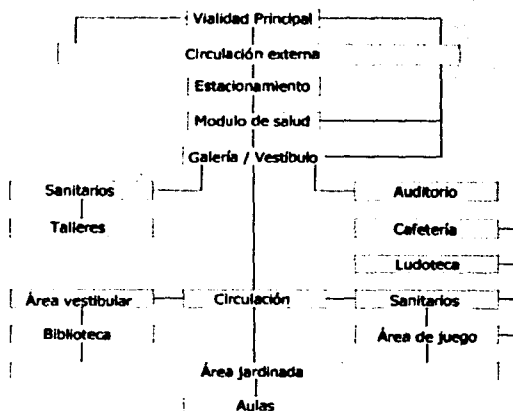 Vialidad Principal
Circulación externa
Estacionamiento
Modulo de salud
Galería / Vestíbulo
Sanitarios
Auditorio
Talleres
Cafetería
Ludoteca
Área vestibular
Circulación
Sanitarios
Biblioteca
Área de juego
Área jardinada
Aulas